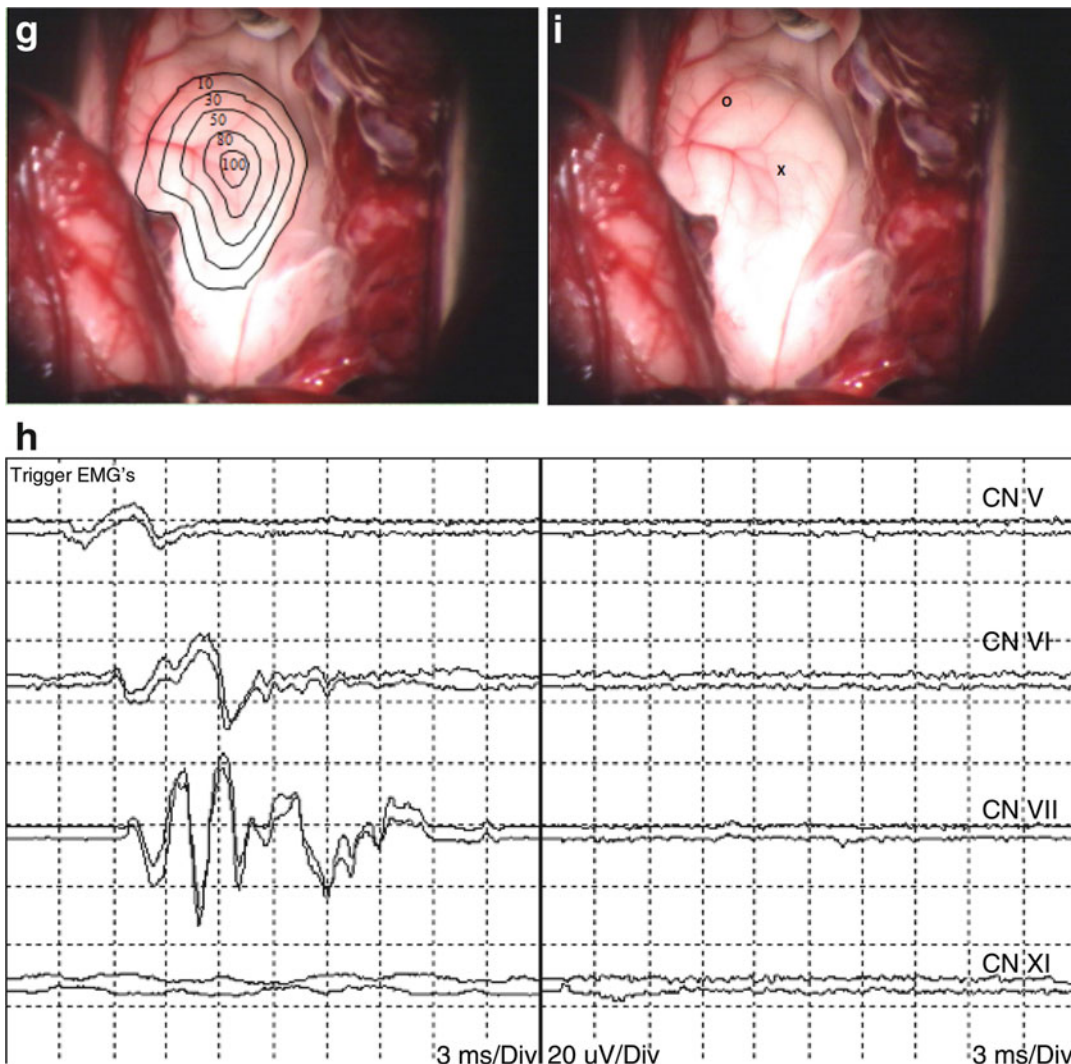 g
i
10
30
50
80
100
o
x
h
Trigger EMG's
CN V
CN VI
CN VII
CN XI
3 ms/Div
20 uV/Div
3 ms/Div